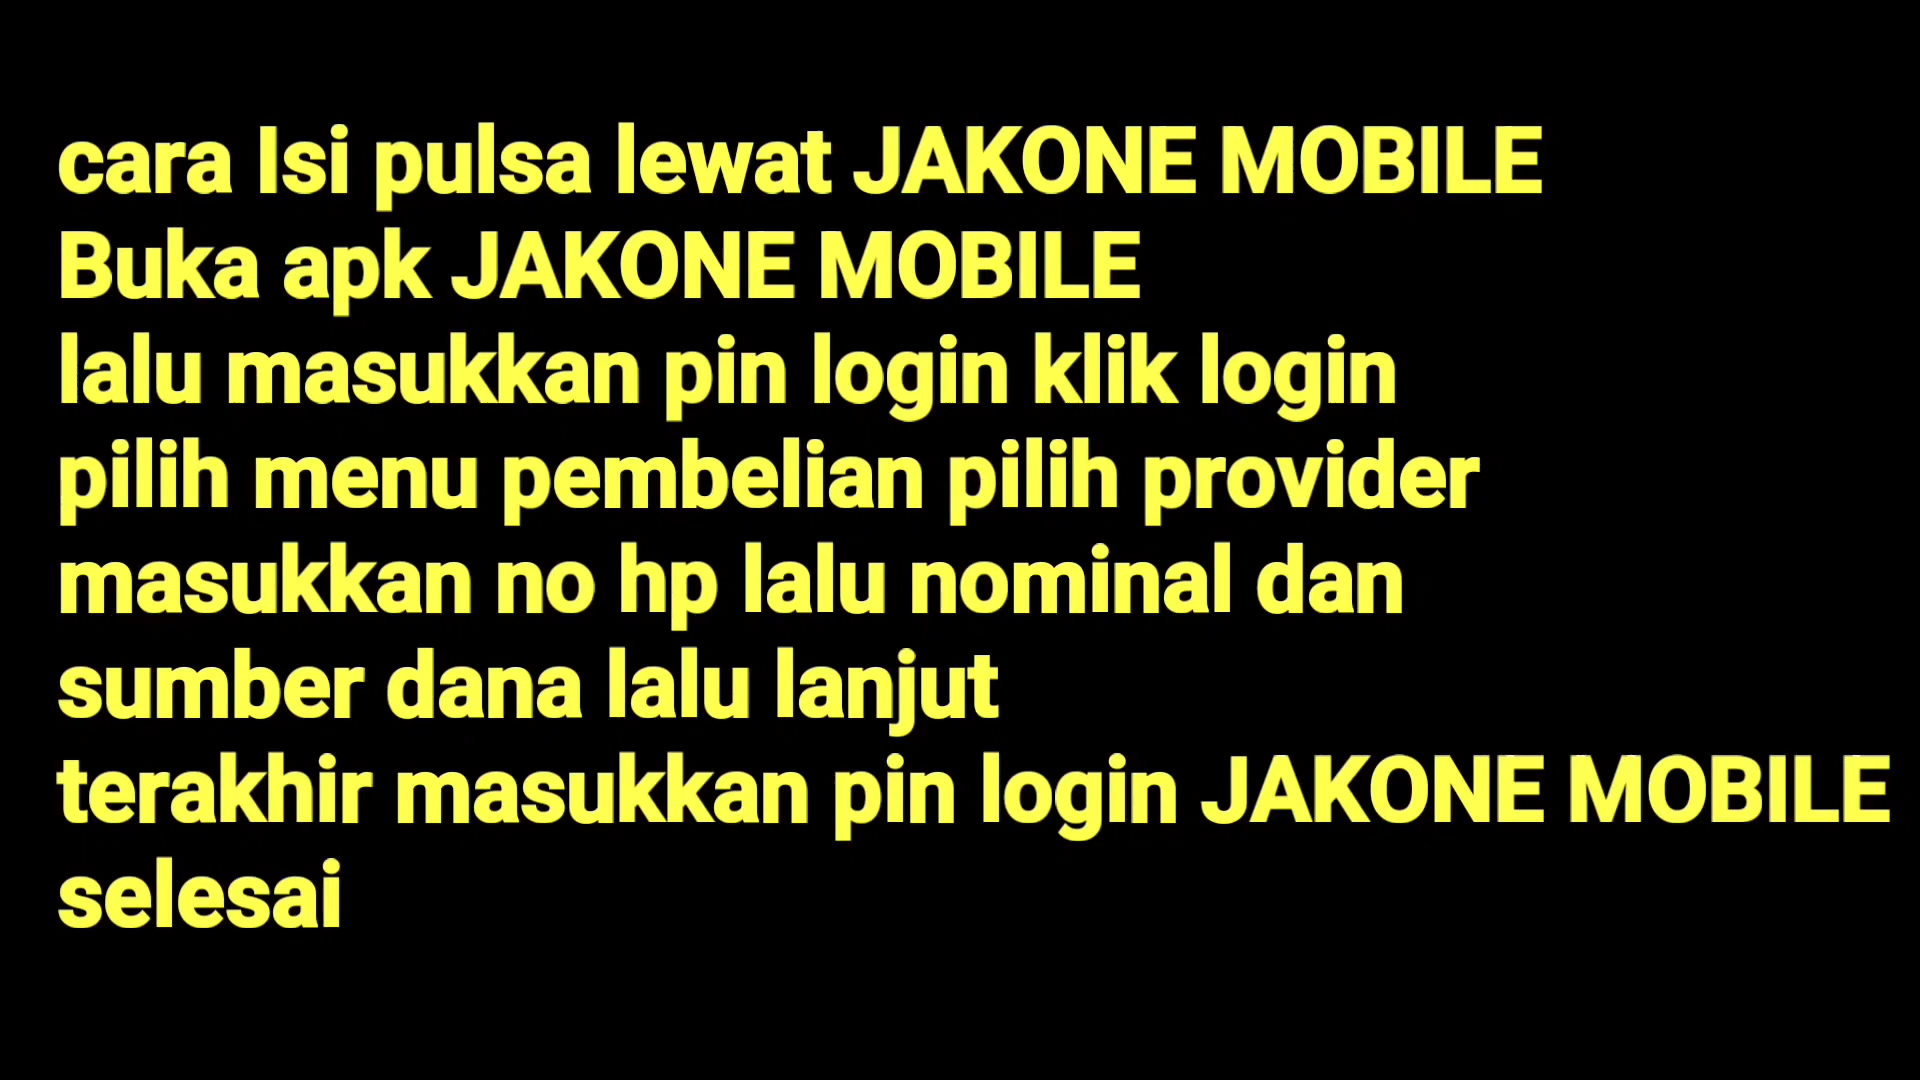 cara Isi pulsa lewat JAKONE MOBILE
Buka apk JAKONE MOBILE
lalu masukkan pin login klik login
pilih menu pembelian pilih provider
masukkan no hp lalu nominal dan
sumber dana lalu lanjut
terakhir masukkan pin login JAKONE MOBILE
selesai